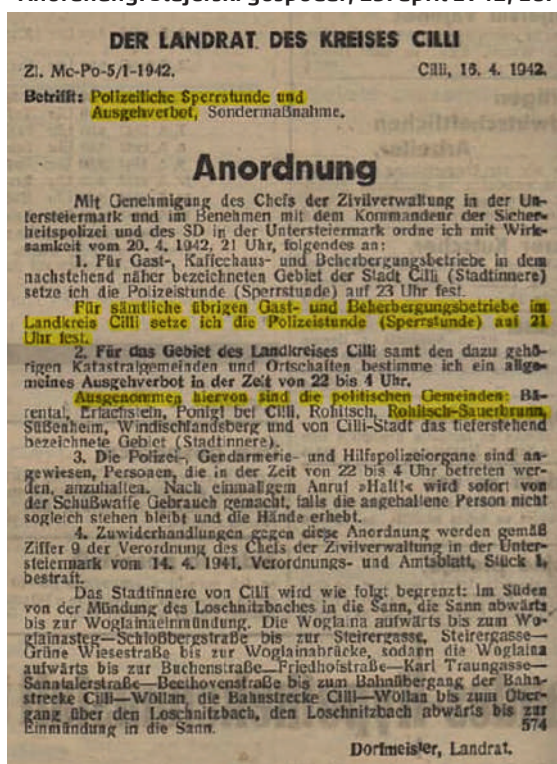 DER LANDRAT DES KREISES CILLI
Zl. Mc-Po-5/1-1942. Cilli, 16. 4. 1942.
Betrifft: Polizeiliche Sperrstunde und
Ausgehverbot, Sondermaßnahme.
Anordnung
Mit Genehmigung des Chefs der Zivilverwaltung in der Un-
tersteiermark und im Benehmen mit dem Kommandeur der Sicher-
heitspolizei und des SD in der Untersteiermark ordne ich mit Wirk-
samkeit vom 20. 4. 1942, 21 Uhr, folgendes an:
1. Für Gast-, Kaffeehaus- und Beherbergungsbetriebe in dem
nachstehend näher bezeichneten Gebiet der Stadt Cilli (Stadtinnere)
setze ich die Polizeistunde (Sperrstunde) auf 23 Uhr fest.
Für sämtliche übrigen Gast- und Beherbergungsbetriebe im
Landkreis Cilli setze ich die Polizeistunde (Sperrstunde) auf 21
Uhr fest.
2. Für das Gebiet des Landkreises Cilli samt den dazu gehö-
rigen Katastralgemeinden und Ortschaften bestimme ich ein allge-
meines Ausgehverbot in der Zeit von 22 bis 4 Uhr.
Ausgenommen hiervon sind die politischen Gemeinden: Bä-
rental, Erlachstein, Ponigl bei Cilli, Rohitsch, Rohitsch-Sauerbrunn,
Süßenheim, Windischlandsberg und von Cilli-Stadt das tieferstehend
bezeichnete Gebiet (Stadtinnere).
3. Die Polizei-, Gendarmerie- und Hilfspolizeiorgane sind an-
gewiesen, Personen, die in der Zeit von 22 bis 4 Uhr betreten wer-
den, anzuhalten. Nach einmaligem Anruf »Halt!« wird sofort von
der Schußwaffe Gebrauch gemacht, falls die angehaltene Person nicht
sogleich stehen bleibt und die Hände erhebt.
4. Zuwiderhandlungen gegen diese Anordnung werden gemäß
Ziffer 9 der Verordnung des Chefs der Zivilverwaltung in der Unter-
steiermark vom 14. 4. 1941, Verordnungs- und Amtsblatt, Stück 1,
bestraft.
Das Stadtinnere von Cilli wird wie folgt begrenzt: Im Süden
von der Mündung des Loschnitzbaches in die Sann, die Sann abwärts
bis zur Woglainaeinmündung. Die Woglaina aufwärts bis zum Wo-
glainasteg—Schloßbergstraße bis zur Steirergasse, Steirergasse—
Grüne Wiesestraße bis zur Woglainabrücke, sodann die Woglaina
aufwärts bis zur Buchenstraße—Friedhofstraße—Karl Traungasse—
Sanntalerstraße—Beethovenstraße bis zum Bahnübergang der Bahn-
strecke Cilli—Wöllan, die Bahnstrecke Cilli—Wöllan bis zum Über-
gang über den Loschnitzbach, den Loschnitzbach abwärts bis zur
Einmündung in die Sann. 574
Dorfmeister, Landrat.